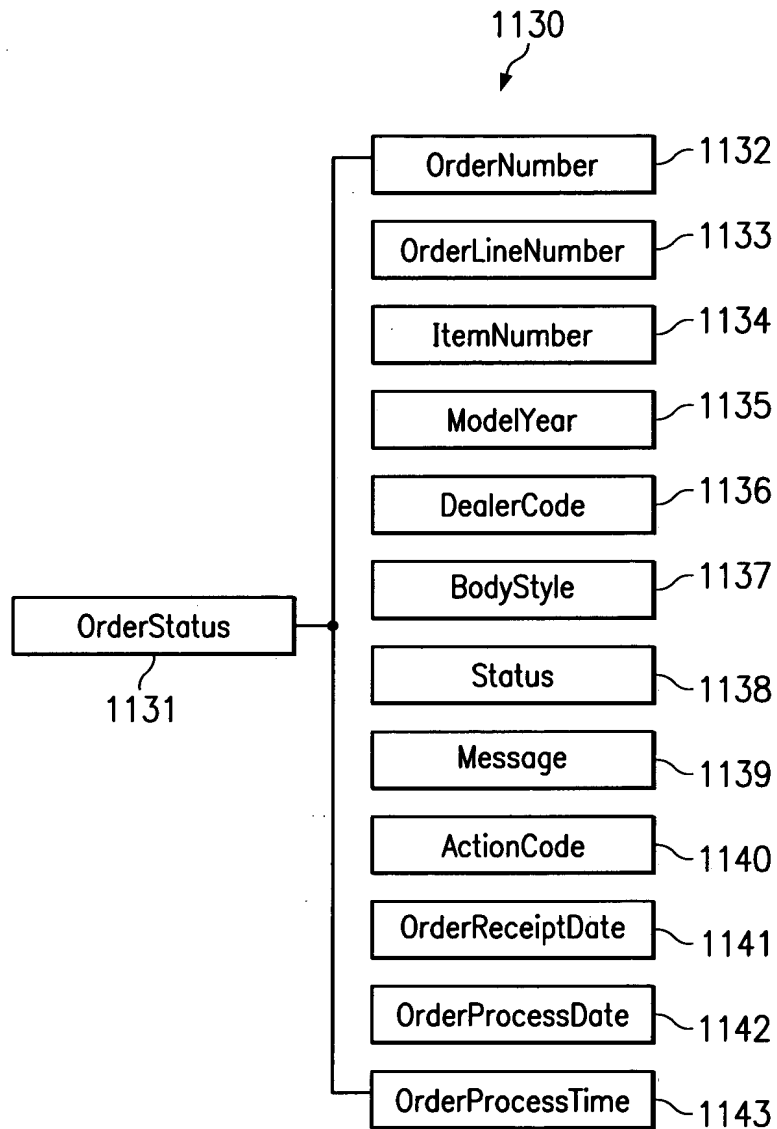 1130
OrderNumber 1132
OrderLineNumber 1133
ItemNumber 1134
ModelYear 1135
DealerCode 1136
BodyStyle 1137
OrderStatus
1131
Status 1138
Message 1139
ActionCode 1140
OrderReceiptDate 1141
OrderProcessDate 1142
OrderProcessTime 1143